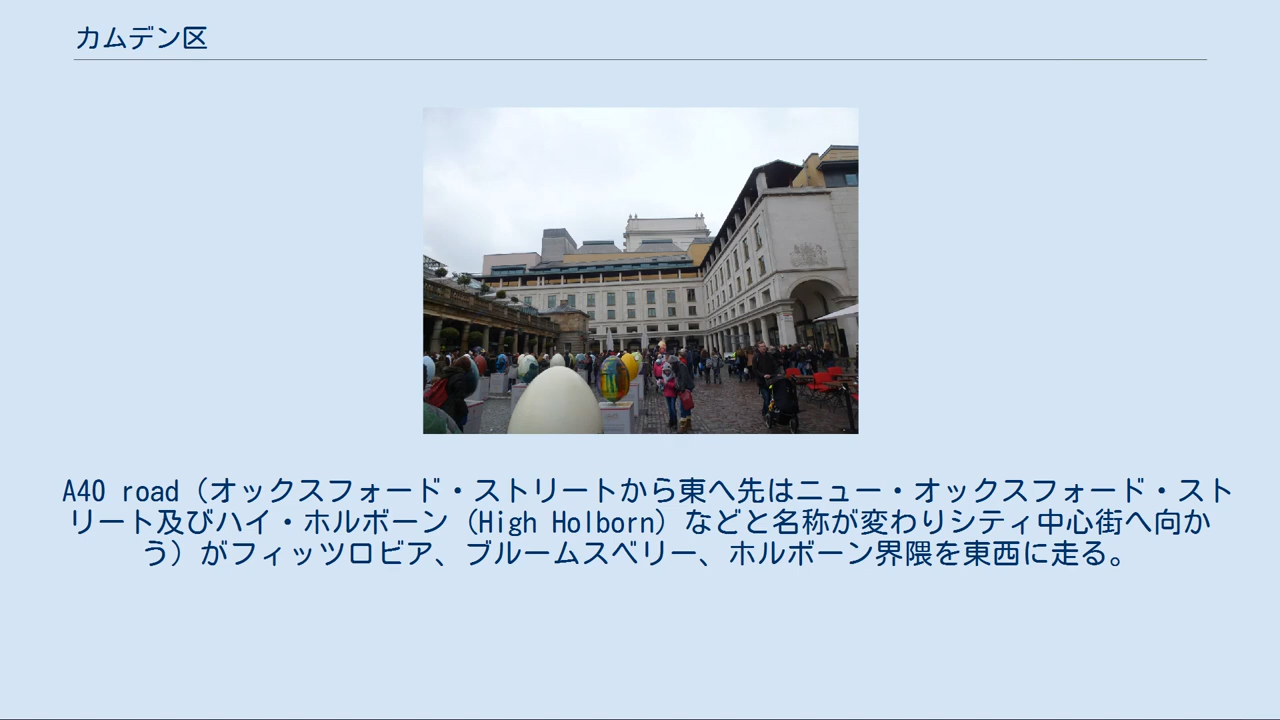 カムデン区
A40 road（オックスフォード・ストリートから東へ先はニュー・オックスフォード・スト
リート及びハイ・ホルボーン（High Holborn）などと名称が変わりシティ中心街へ向か
う）がフィッツロビア、ブルームスベリー、ホルボーン界隈を東西に走る。